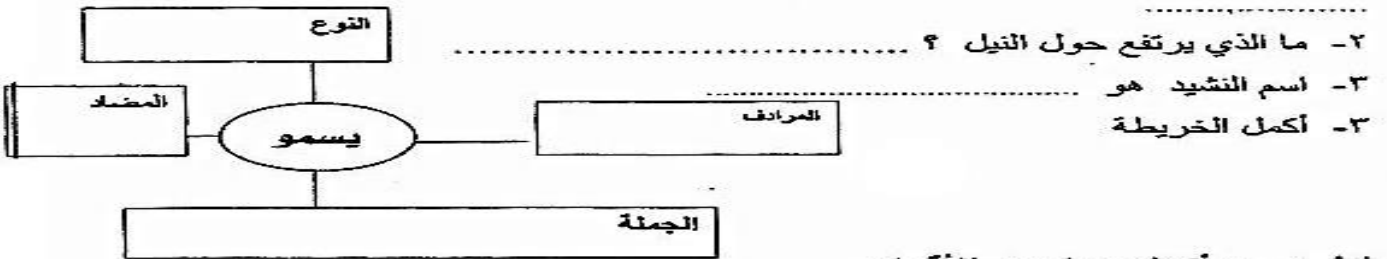 ................
٢- ما الذي يرتفع حول النيل ؟ ................................
٣- اسم النشيد هو ................................
٣- أكمل الخريطة
النوع
المضاد
يسمو
المرادف
الجملة